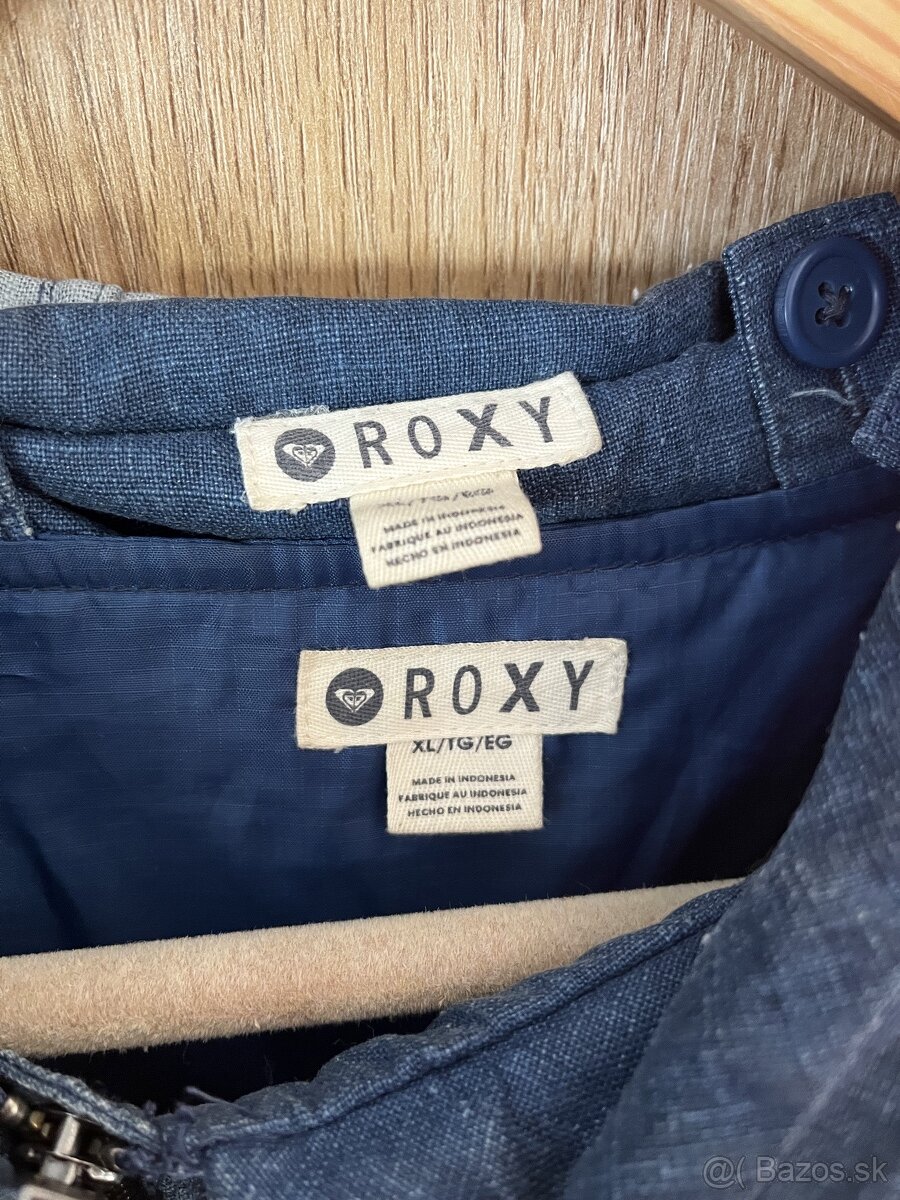 ROXY
MADE IN INDONESIA
FABRIQUE AU INDONESIA
HECHO EN INDONESIA
ROXY
XL/TG/EG
MADE IN INDONESIA
FABRIQUE AU INDONESIA
HECHO EN INDONESIA
@( Bazos.sk